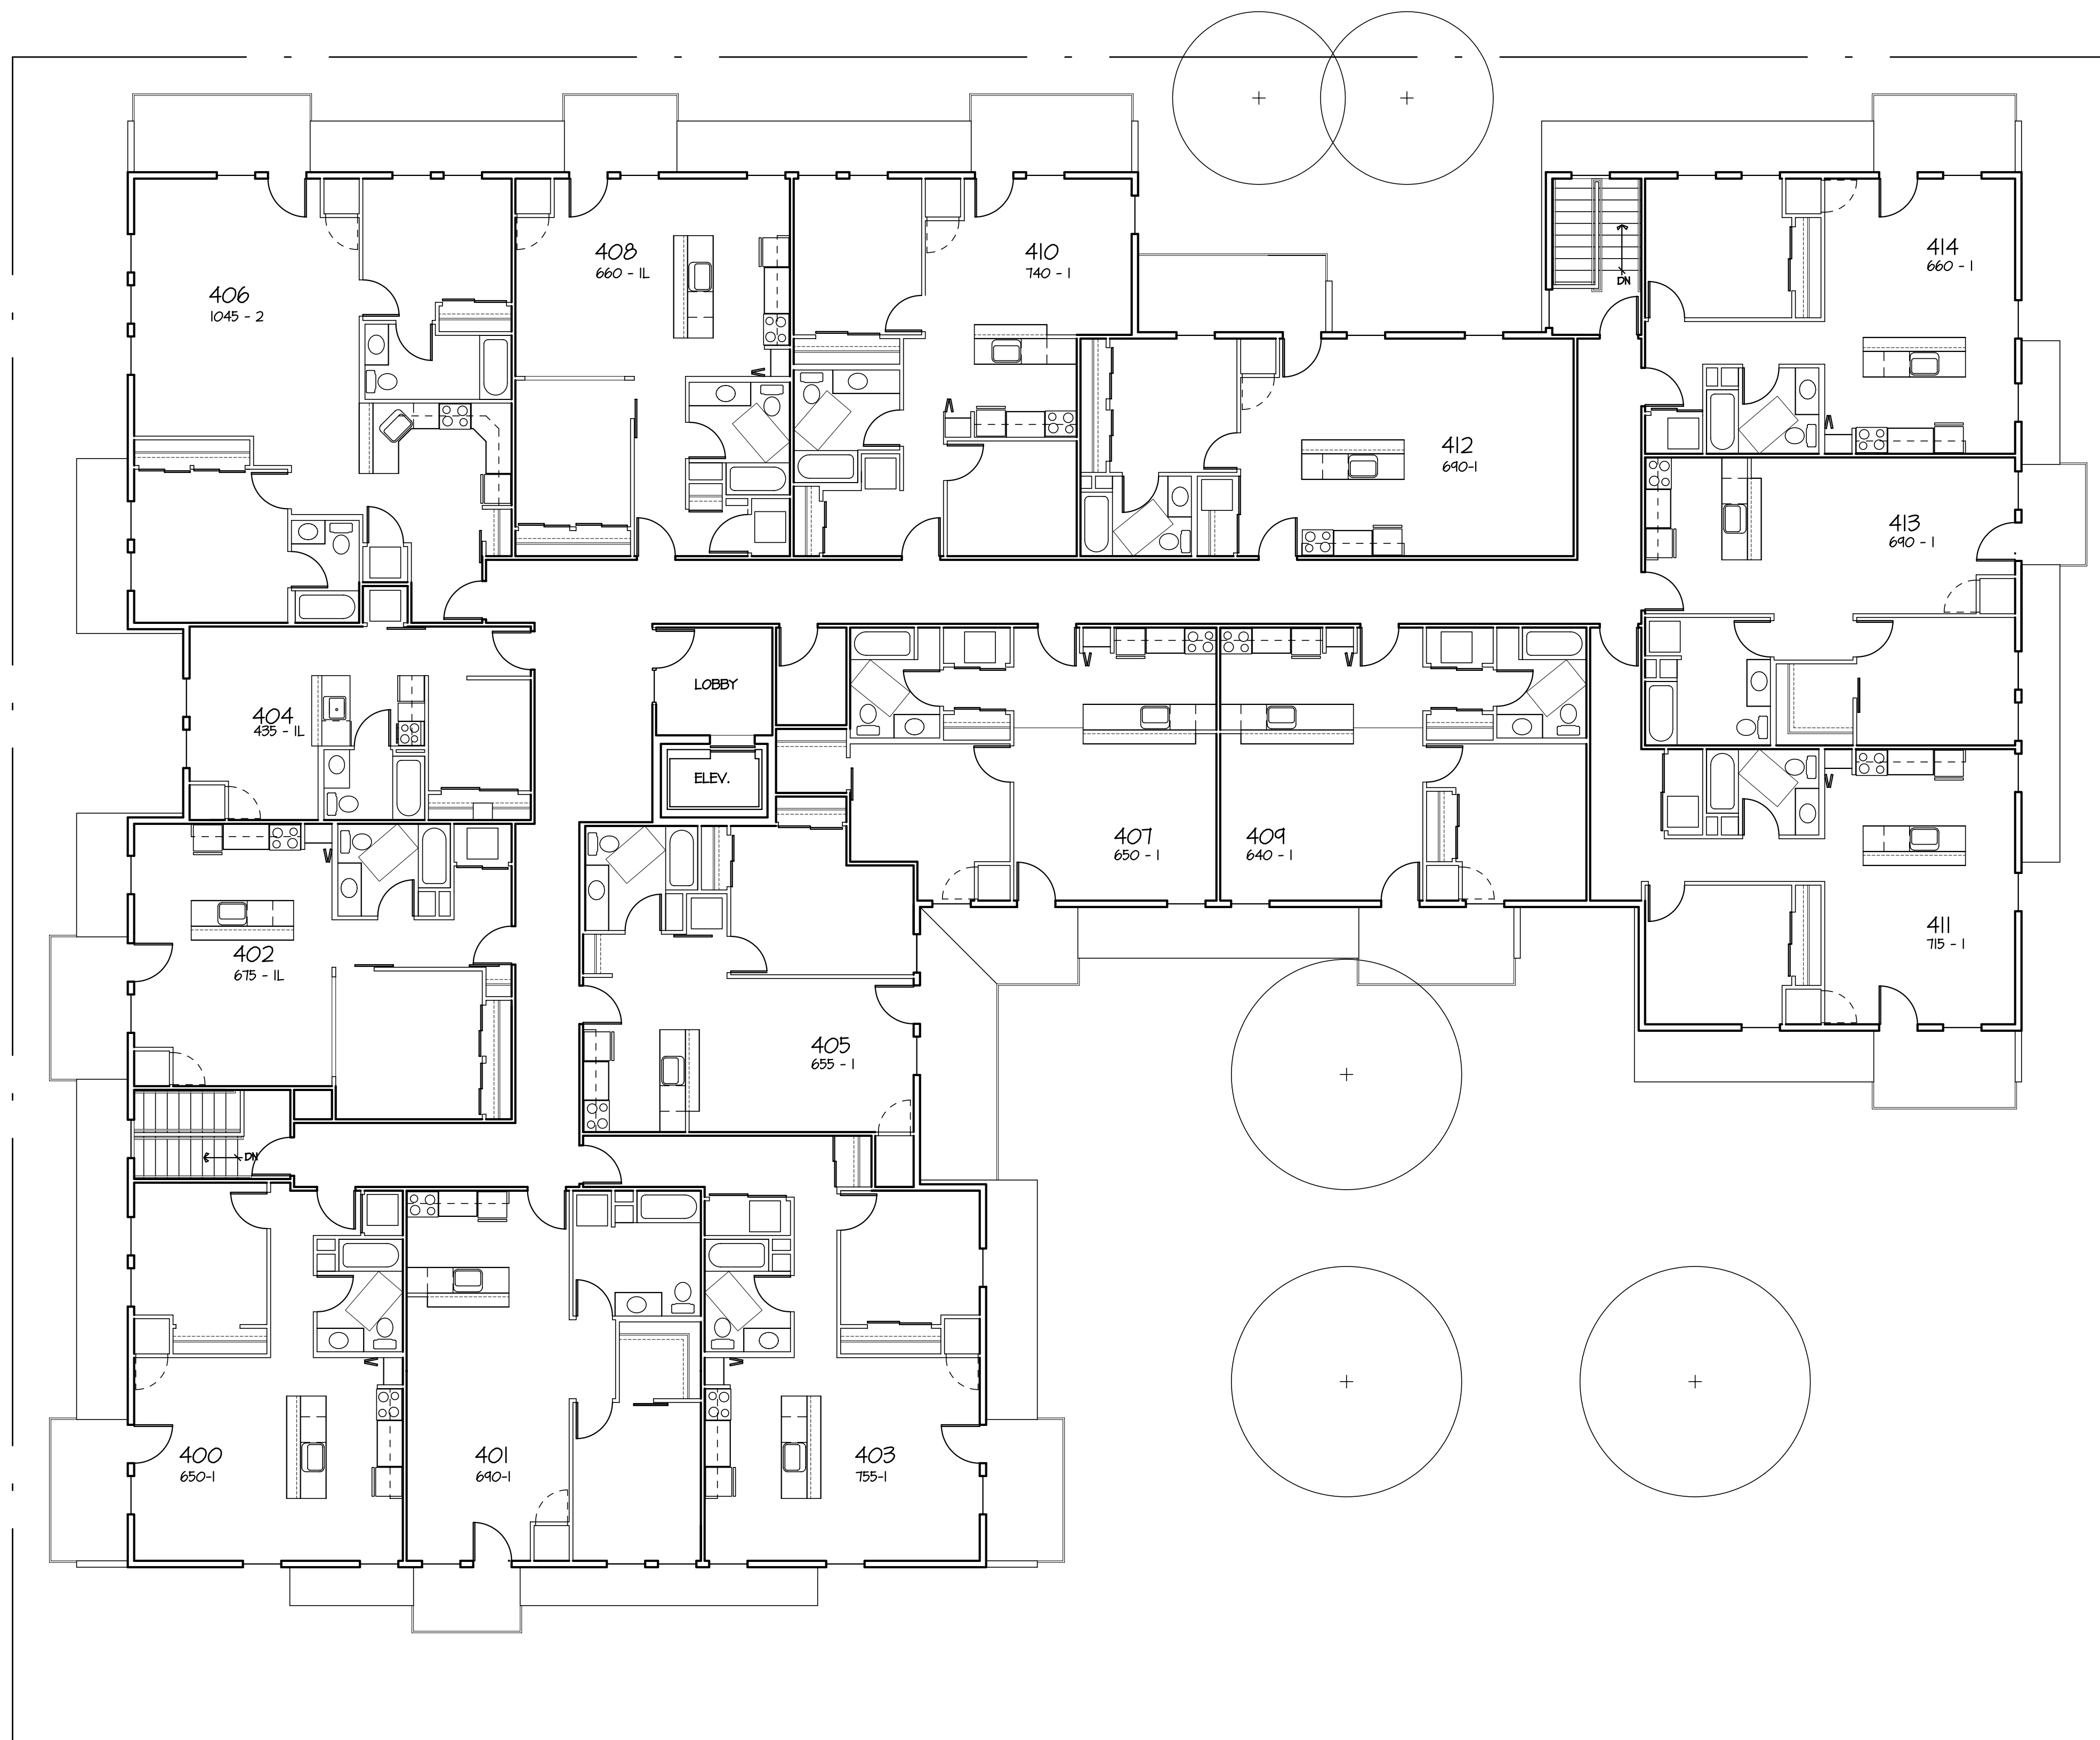 408
660 - 1L
410
740 - 1
414
660 - 1
DN
406
1045 - 2
412
690-1
413
690 - 1
LOBBY
404
435 - 1L
ELEV.
407
650 - 1
409
640 - 1
411
715 - 1
402
675 - 1L
405
655 - 1
DN
400
650-1
401
690-1
403
755-1